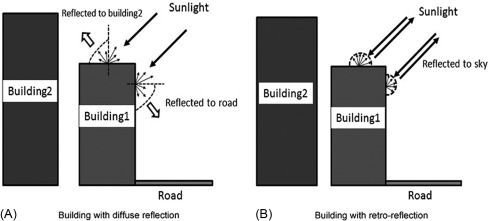 Reflected to building2
Sunlight
Building2
Reflected to road
Building1
Road
(A)
Building with diffuse reflection
Sunlight
Reflected to sky
Building2
Building1
Road
(B)
Building with retro-reflection